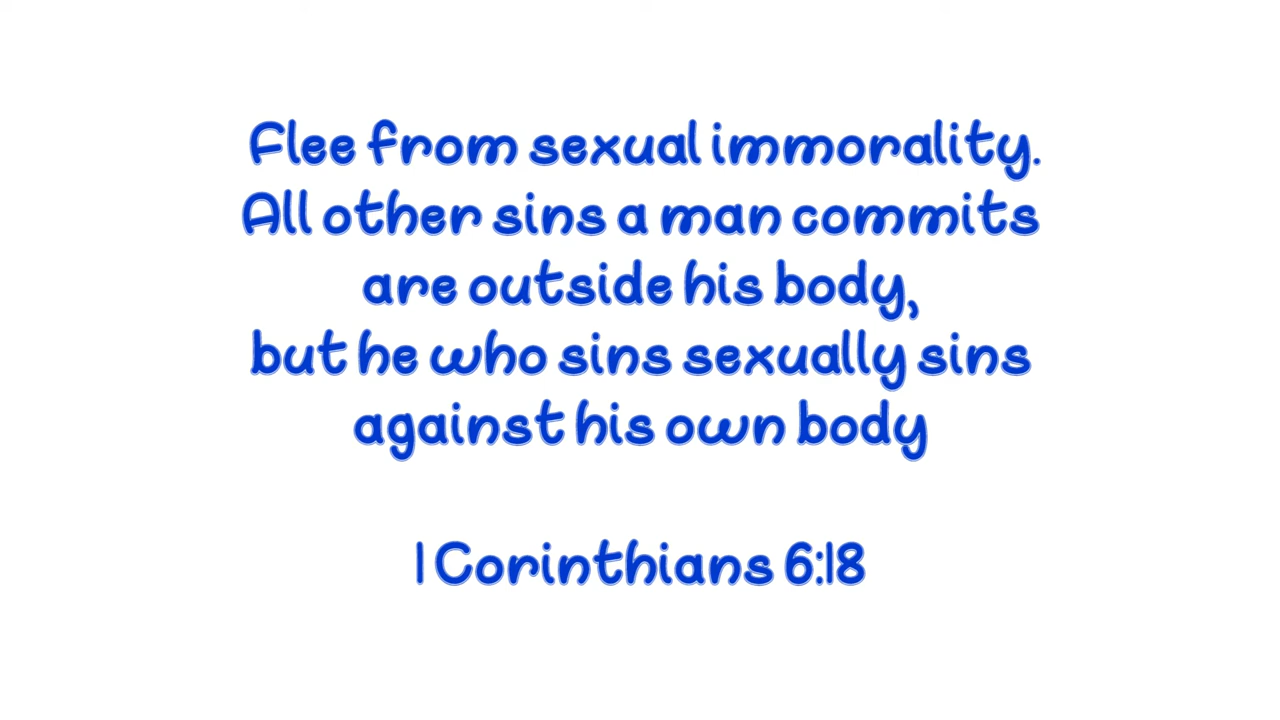 Flee from sexual immorality.
All other sins a man commits
are outside his body,
but he who sins sexually sins
against his own body
1 Corinthians 6:18